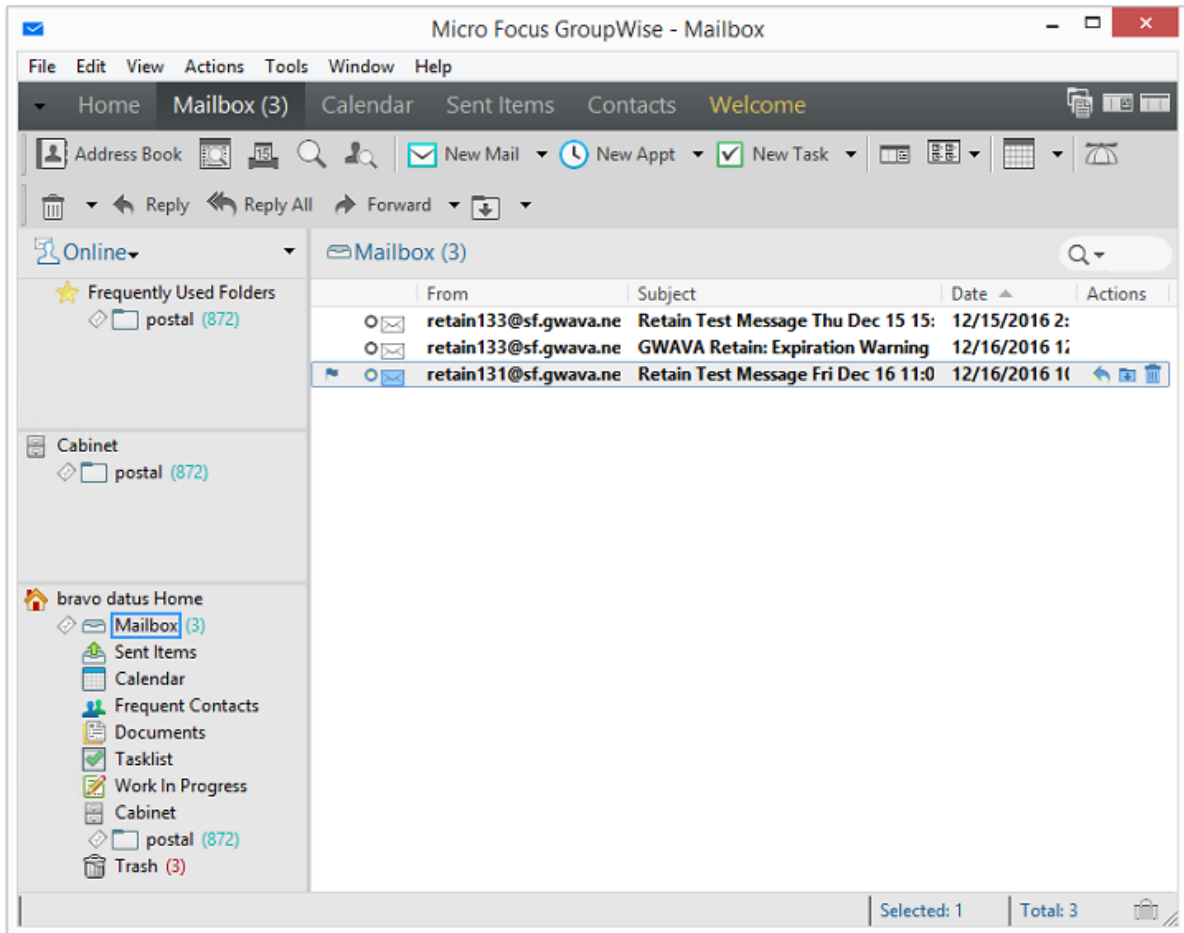 Micro Focus GroupWise - Mailbox
File Edit View Actions Tools Window Help
Home Mailbox (3) Calendar Sent Items Contacts Welcome
Address Book 15 New Mail New Appt New Task
Reply Reply All Forward
Online Mailbox (3)
Frequently Used Folders
postal (872)
Cabinet
postal (872)
bravo datus Home
Mailbox (3)
Sent Items
Calendar
Frequent Contacts
Documents
Tasklist
Work In Progress
Cabinet
postal (872)
Trash (3)
From Subject Date Actions
retain133@sf.gwava.ne Retain Test Message Thu Dec 15 15: 12/15/2016 2:
retain133@sf.gwava.ne GWAVA Retain: Expiration Warning 12/16/2016 12
retain131@sf.gwava.ne Retain Test Message Fri Dec 16 11:0 12/16/2016 10
Selected: 1 Total: 3